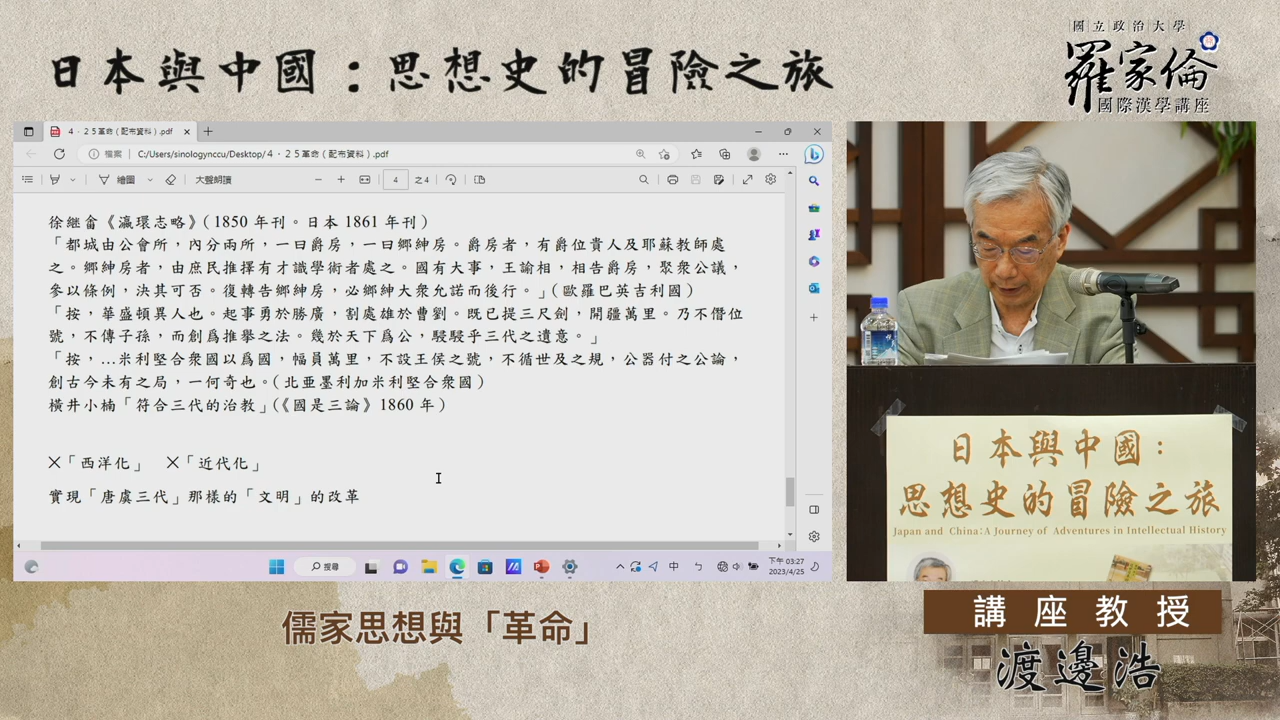 日本與中國：思想史的冒險之旅
國立政治大學
羅家倫
國際漢學講座
4．25革命（配布資料）.pdf
檔案
C:/Users/sinologynccu/Desktop/4．25革命（配布資料）.pdf
繪圖
大聲朗讀
4
之4
徐繼畬《瀛環志略》（1850 年刊。日本 1861 年刊）
「都城由公會所，內分兩所，一曰爵房，一曰鄉紳房。爵房者，有爵位貴人及耶蘇教師處
之。鄉紳房者，由庶民推擇有才識學術者處之。國有大事，王諭相，相告爵房，聚衆公議，
參以條例，決其可否。復轉告鄉紳房，必鄉紳大衆允諾而後行。」（歐羅巴英吉利國）
「按，華盛頓異人也。起事勇於勝廣，割處雄於曹劉。既已提三尺劍，開疆萬里。乃不僭位
號，不傳子孫，而創爲推擧之法。幾於天下爲公，駸駸乎三代之遺意。」
「按，…米利堅合衆國以爲國，幅員萬里，不設王侯之號，不循世及之規，公器付之公論，
創古今未有之局，一何奇也。（北亜墨利加米利堅合衆國）
橫井小楠「符合三代的治教」（《國是三論》1860 年）
×「西洋化」 ×「近代化」
實現「唐虞三代」那樣的「文明」的改革
搜尋
中
下午 03:27
2023/4/25
日本與中國：
思想史的冒險之旅
Japan and China: A Journey of Adventures in Intellectual History
儒家思想與「革命」
講座教授
渡邊浩